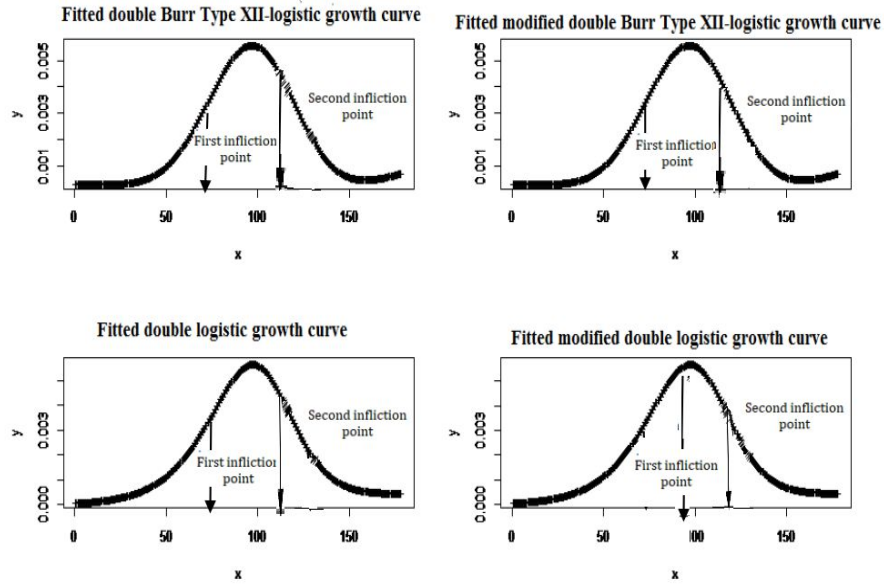 Fitted double Burr Type XII-logistic growth curve
y
0.005
0.003
0.001
First infliction
point
Second infliction
point
0
50
100
150
x
Fitted modified double Burr Type XII-logistic growth curve
y
0.005
0.003
0.001
First infliction
point
Second infliction
point
0
50
100
150
x
Fitted double logistic growth curve
y
0.003
0.000
First infliction
point
Second infliction
point
0
50
100
150
x
Fitted modified double logistic growth curve
y
0.003
0.000
First infliction
point
Second infliction
point
0
50
100
150
x